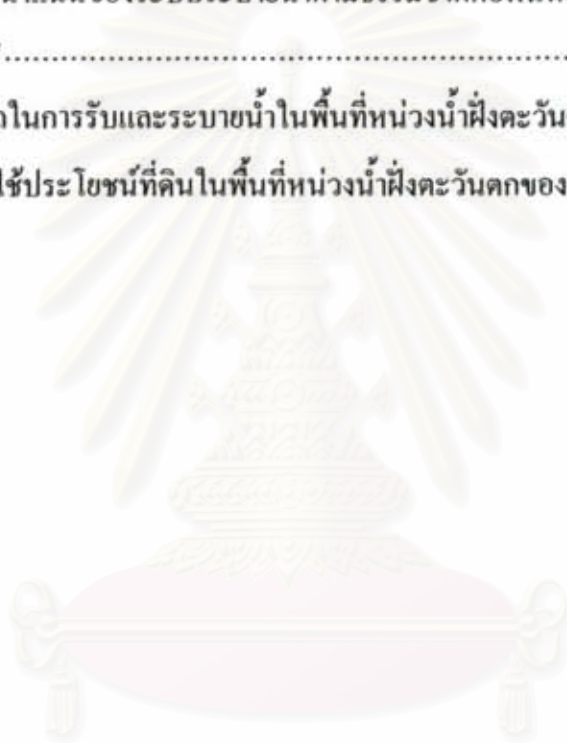 ......................................................................
ในการรับและระบายน้ำในพื้นที่หน่วงน้ำฝั่งตะวัน
ใช้ประโยชน์ที่ดินในพื้นที่หน่วงน้ำฝั่งตะวันตกของ